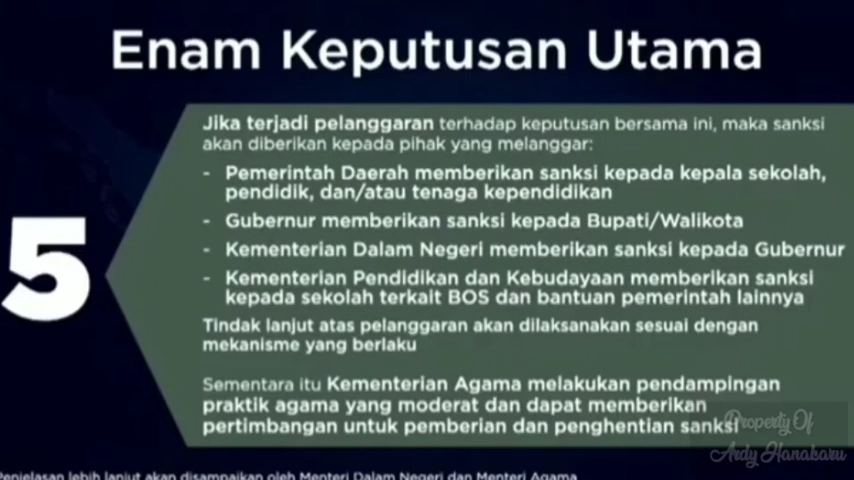 Enam Keputusan Utama
5
Jika terjadi pelanggaran terhadap keputusan bersama ini, maka sanksi
akan diberikan kepada pihak yang melanggar:
- Pemerintah Daerah memberikan sanksi kepada kepala sekolah,
pendidik, dan/atau tenaga kependidikan
- Gubernur memberikan sanksi kepada Bupati/Walikota
- Kementerian Dalam Negeri memberikan sanksi kepada Gubernur
- Kementerian Pendidikan dan Kebudayaan memberikan sanksi
kepada sekolah terkait BOS dan bantuan pemerintah lainnya
Tindak lanjut atas pelanggaran akan dilaksanakan sesuai dengan
mekanisme yang berlaku
Sementara itu Kementerian Agama melakukan pendampingan
praktik agama yang moderat dan dapat memberikan
pertimbangan untuk pemberian dan penghentian sanksi
Property Of
Ardy Hanakaru
Penjelasan lebih lanjut akan disampaikan oleh Menteri Dalam Negeri dan Menteri Agama